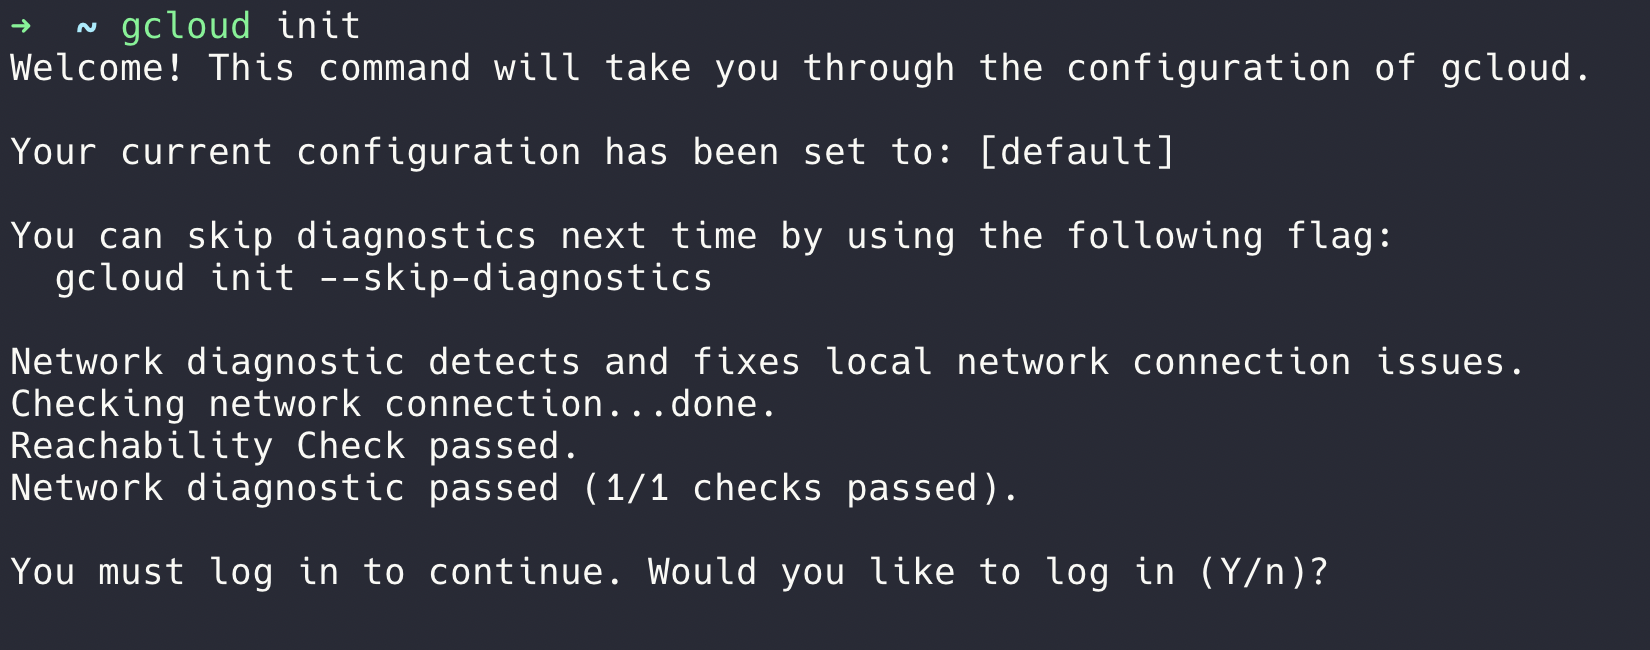 ➜  ~ gcloud init
Welcome! This command will take you through the configuration of gcloud.

Your current configuration has been set to: [default]

You can skip diagnostics next time by using the following flag:
  gcloud init --skip-diagnostics

Network diagnostic detects and fixes local network connection issues.
Checking network connection...done.
Reachability Check passed.
Network diagnostic passed (1/1 checks passed).

You must log in to continue. Would you like to log in (Y/n)?